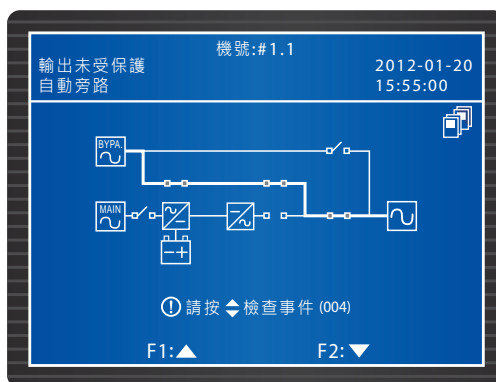 機號:#1.1
輸出未受保護 2012-01-20
自動旁路 15:55:00
BYPA.
MAIN
請按 檢查事件 (004)
F1: F2: